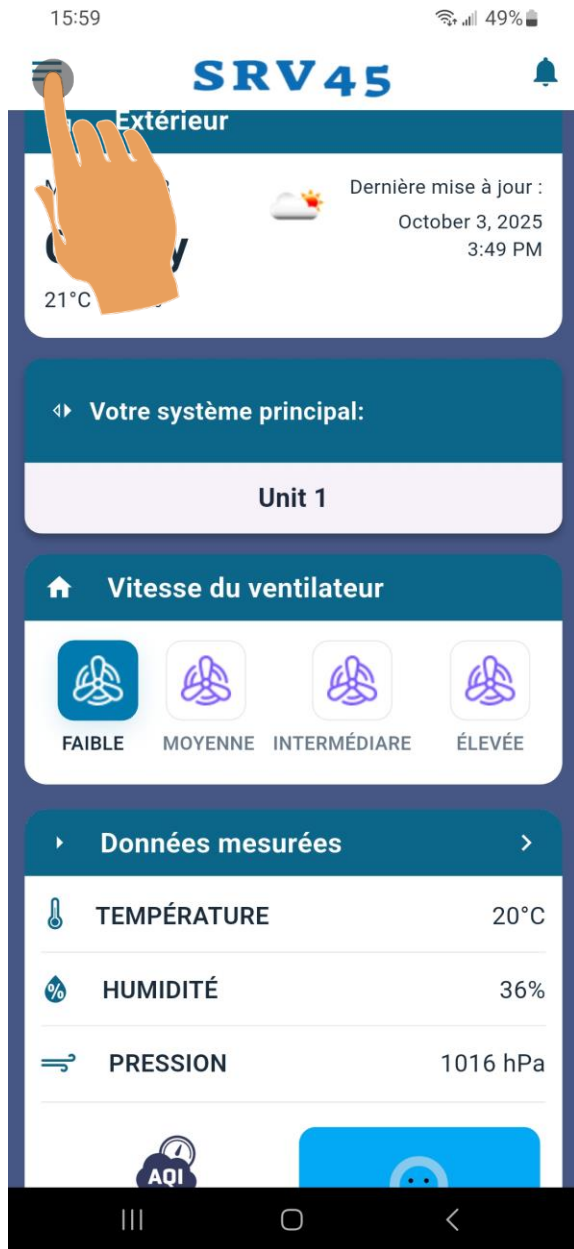 15:59
49%
SRV45
Extérieur
Dernière mise à jour :
October 3, 2025
3:49 PM
21°C
Votre système principal:
Unit 1
Vitesse du ventilateur
FAIBLE MOYENNE INTERMÉDIARE ÉLEVÉE
Données mesurées
TEMPÉRATURE 20°C
% HUMIDITÉ 36%
PRESSION 1016 hPa
AQI